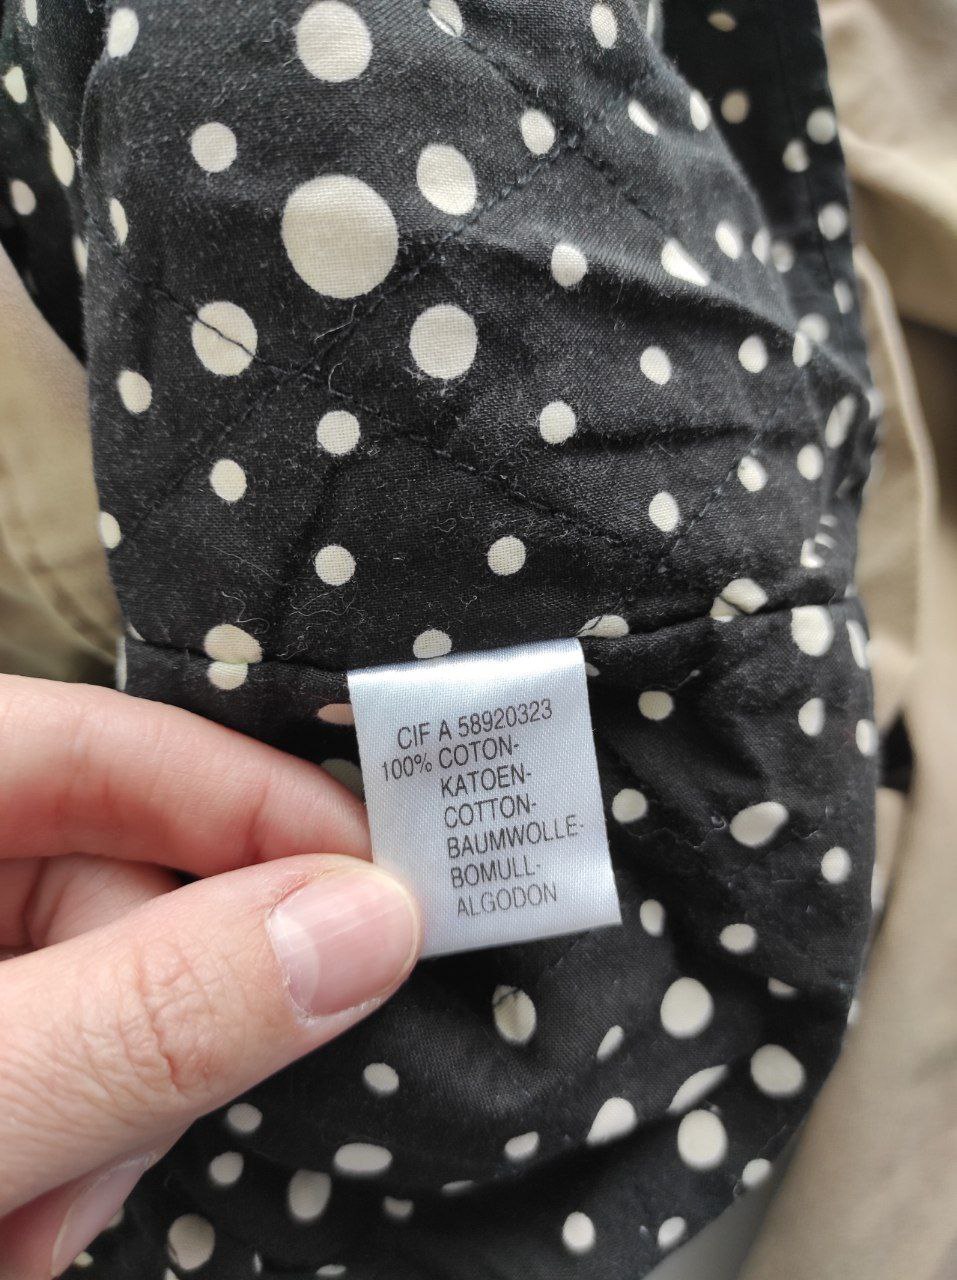 CIF A 58920323
100% COTON-
KATOEN-
COTTON-
BAUMWOLLE-
BOMULL-
ALGODON